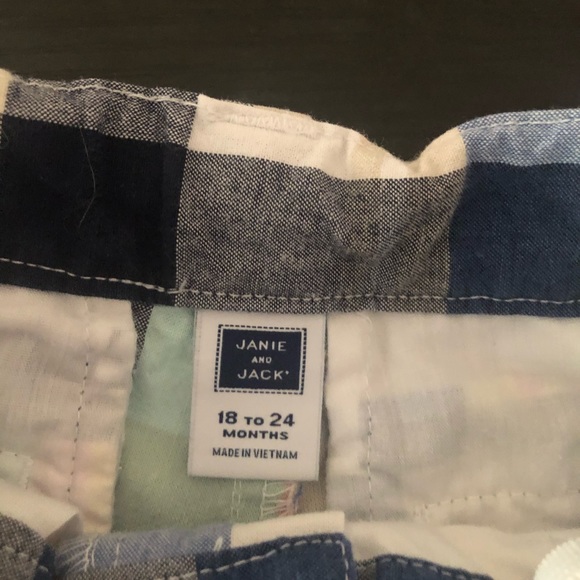 JANIE
AND
JACK®
18 TO 24
MONTHS
MADE IN VIETNAM